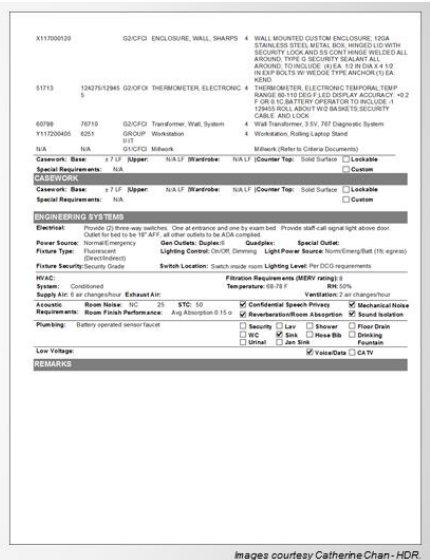 X117000120 G2/CFCI ENCLOSURE, WALL, SHARPS 4 WALL MOUNTED CUSTOM ENCLOSURE, 12GA
STAINLESS STEEL METAL BOX, HINGED LID WITH
SECURITY LOCK AND SS CONT HINGE WELDED ALL
AROUND, TYPE G SECURITY SEALANT ALL
AROUND, TO INCLUDE: (4) EA 1/2 IN DIA X 4 1/2
IN EXP BOLTS W/ WEDGE TYPE ANCHOR (1) EA
KEND
51713 124275/12945 G2/OFOI THERMOMETER, ELECTRONIC 4 THERMOMETER, ELECTRONIC TEMPORAL,TEMP
5 RANGE 60-110 DEG F,LED DISPLAY ACCURACY +0.2
F OR 0.1C,BATTERY OPERATOR TO INCLUDE -1
129455 ROLL ABOUT W/2 BASKETS;SECURITY
CABLE AND LOCK
60798 76710 G2/CFCI Transformer, Wall, System 4 Wall Transformer, 3.5V, 767 Diagnostic System
Y117200405 6251 GROUP Workstation 4 Workstation, Rolling Laptop Stand
N/A N/A G1/CFCI Millwork Millwork (Refer to Criteria Documents)
Casework: Base: ± 7 LF |Upper: N/A LF |Wardrobe: N/A LF |Counter Top: Solid Surface Lockable
Special Requirements: N/A Custom
CASEWORK
Casework: Base: ± 7 LF |Upper: N/A LF |Wardrobe: N/A LF |Counter Top: Solid Surface Lockable
Special Requirements: N/A Custom
ENGINEERING SYSTEMS
Electrical: Provide (2) three-way switches. One at entrance and one by exam bed. Provide staff-call signal light above door.
Outlet for bed to be 18" AFF, all other outlets to be ADA complied.
Power Source: Normal/Emergency Gen Outlets: Duplex:6 Quadplex: Special Outlet:
Fixture Type: Fluorescent Lighting Control: On/Off, Dimming Light Power Source: Norm/Emerg/Batt (1fc egress)
(Direct/Indirect)
Fixture Security: Security Grade Switch Location: Switch inside room Lighting Level: Per DCG requirements
HVAC: Filtration Requirements (MERV rating): 8
System: Conditioned Temperature: 68-78 F RH: 50%
Supply Air: 6 air changes/hour Exhaust Air: Ventilation: 2 air changes/hour
Acoustic Room Noise: NC 25 STC: 50 Confidential Speech Privacy Mechanical Noise
Requirements: Room Finish Performance: Avg Absorption 0.15 Reverberation/Room Absorption Sound Isolation
Plumbing: Battery operated sensor faucet Security Lav Shower Floor Drain
WC Sink Hose Bib Drinking
Urinal Jan Sink Fountain
Low Voltage: Voice/Data CATV
REMARKS
Images courtesy Catherine Chan - HDR.